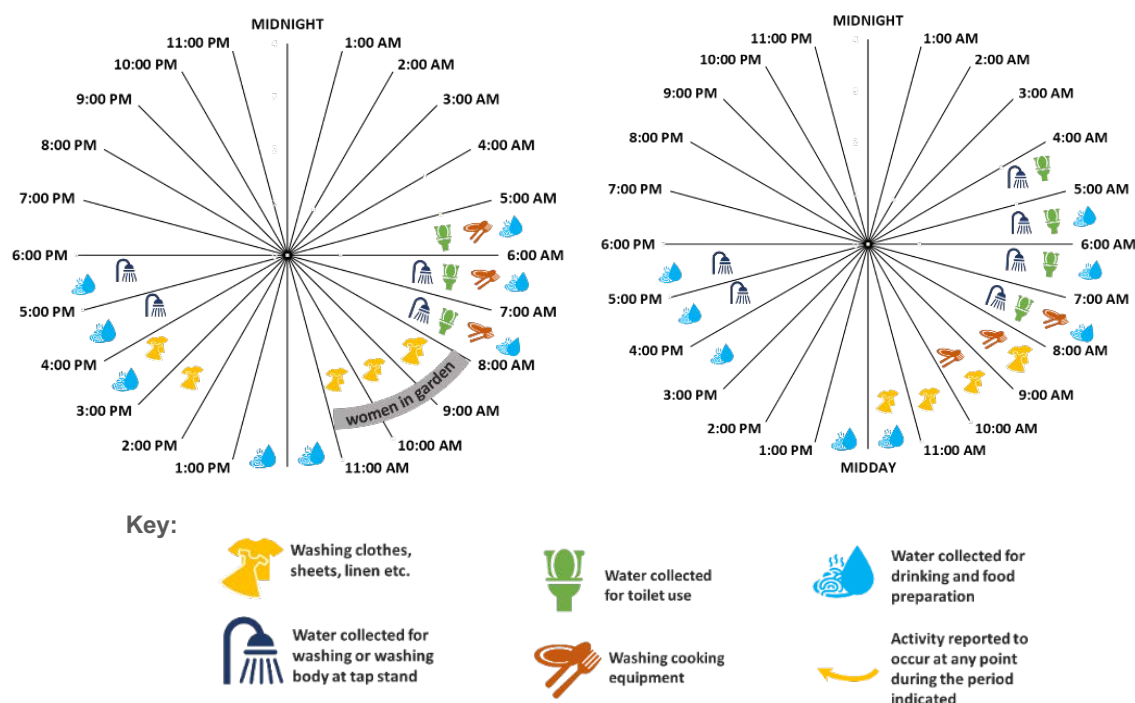 MIDNIGHT
11:00 PM
1:00 AM
10:00 PM
2:00 AM
9:00 PM
3:00 AM
8:00 PM
4:00 AM
7:00 PM
5:00 AM
6:00 PM
6:00 AM
5:00 PM
7:00 AM
4:00 PM
8:00 AM
women in garden
3:00 PM
9:00 AM
2:00 PM
10:00 AM
1:00 PM
11:00 AM
MIDNIGHT
11:00 PM
1:00 AM
10:00 PM
2:00 AM
9:00 PM
3:00 AM
8:00 PM
4:00 AM
7:00 PM
5:00 AM
6:00 PM
6:00 AM
5:00 PM
7:00 AM
4:00 PM
8:00 AM
3:00 PM
9:00 AM
2:00 PM
10:00 AM
1:00 PM
11:00 AM
MIDDAY
Key:
Washing clothes,
sheets, linen etc.
Water collected
for toilet use
Water collected for
drinking and food
preparation
Water collected for
washing or washing
body at tap stand
Washing cooking
equipment
Activity reported to
occur at any point
during the period
indicated